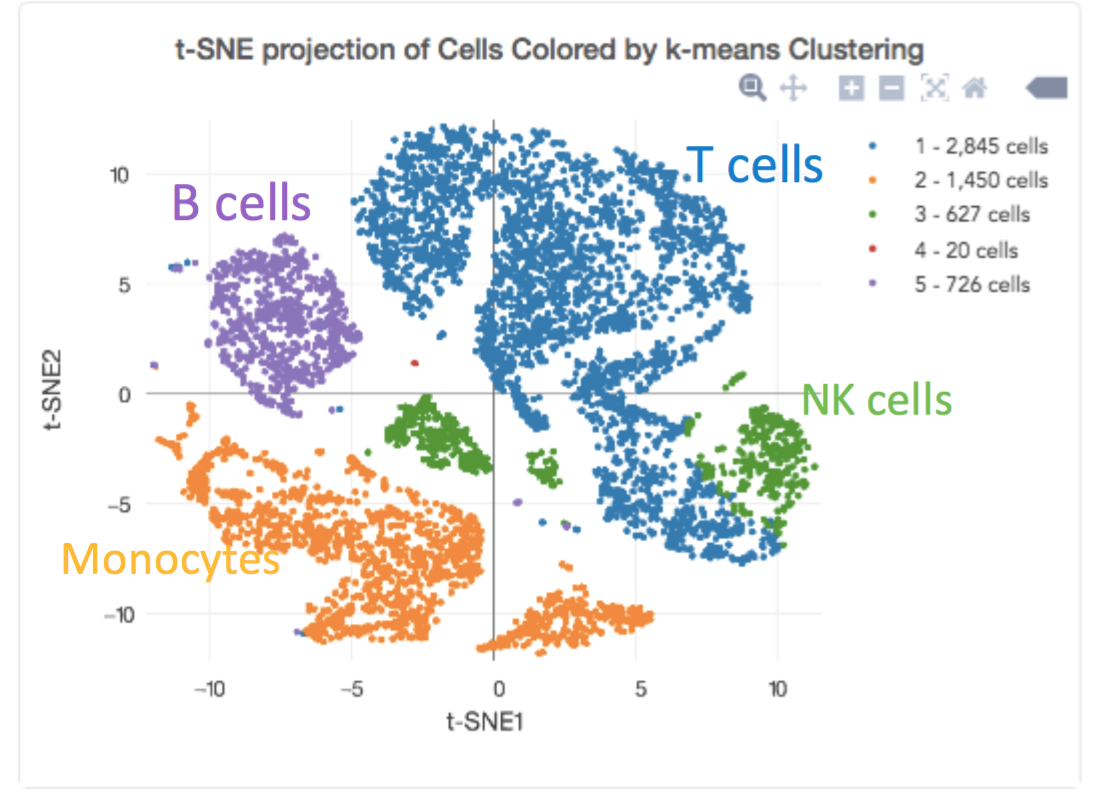 t-SNE projection of Cells Colored by k-means Clustering
T cells
B cells
NK cells
Monocytes
1 - 2,845 cells
2 - 1,450 cells
3 - 627 cells
4 - 20 cells
5 - 726 cells
t-SNE2
10
5
0
−5
−10
−10
−5
0
5
10
t-SNE1